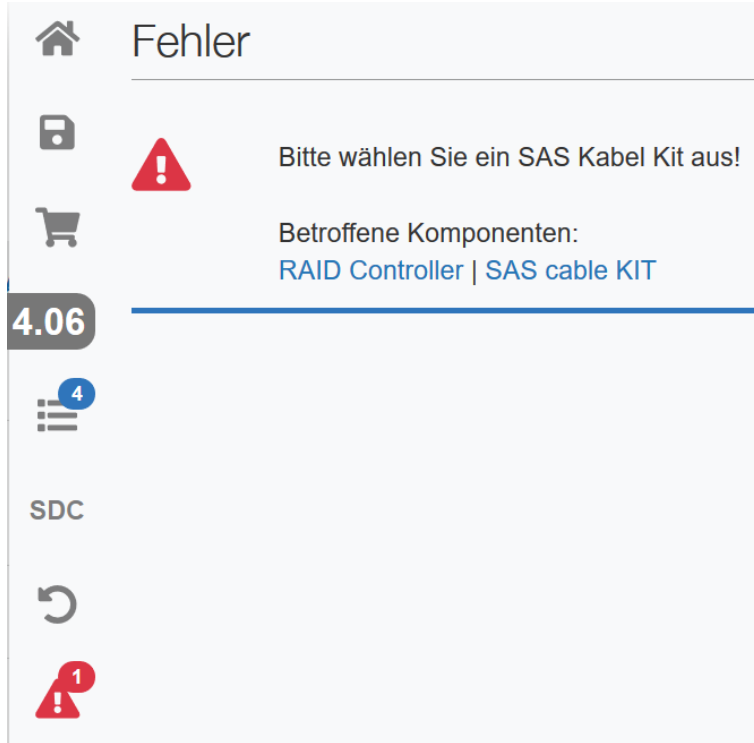 Fehler
Bitte wählen Sie ein SAS Kabel Kit aus!
Betroffene Komponenten:
RAID Controller | SAS cable KIT
4.06
4
SDC
1